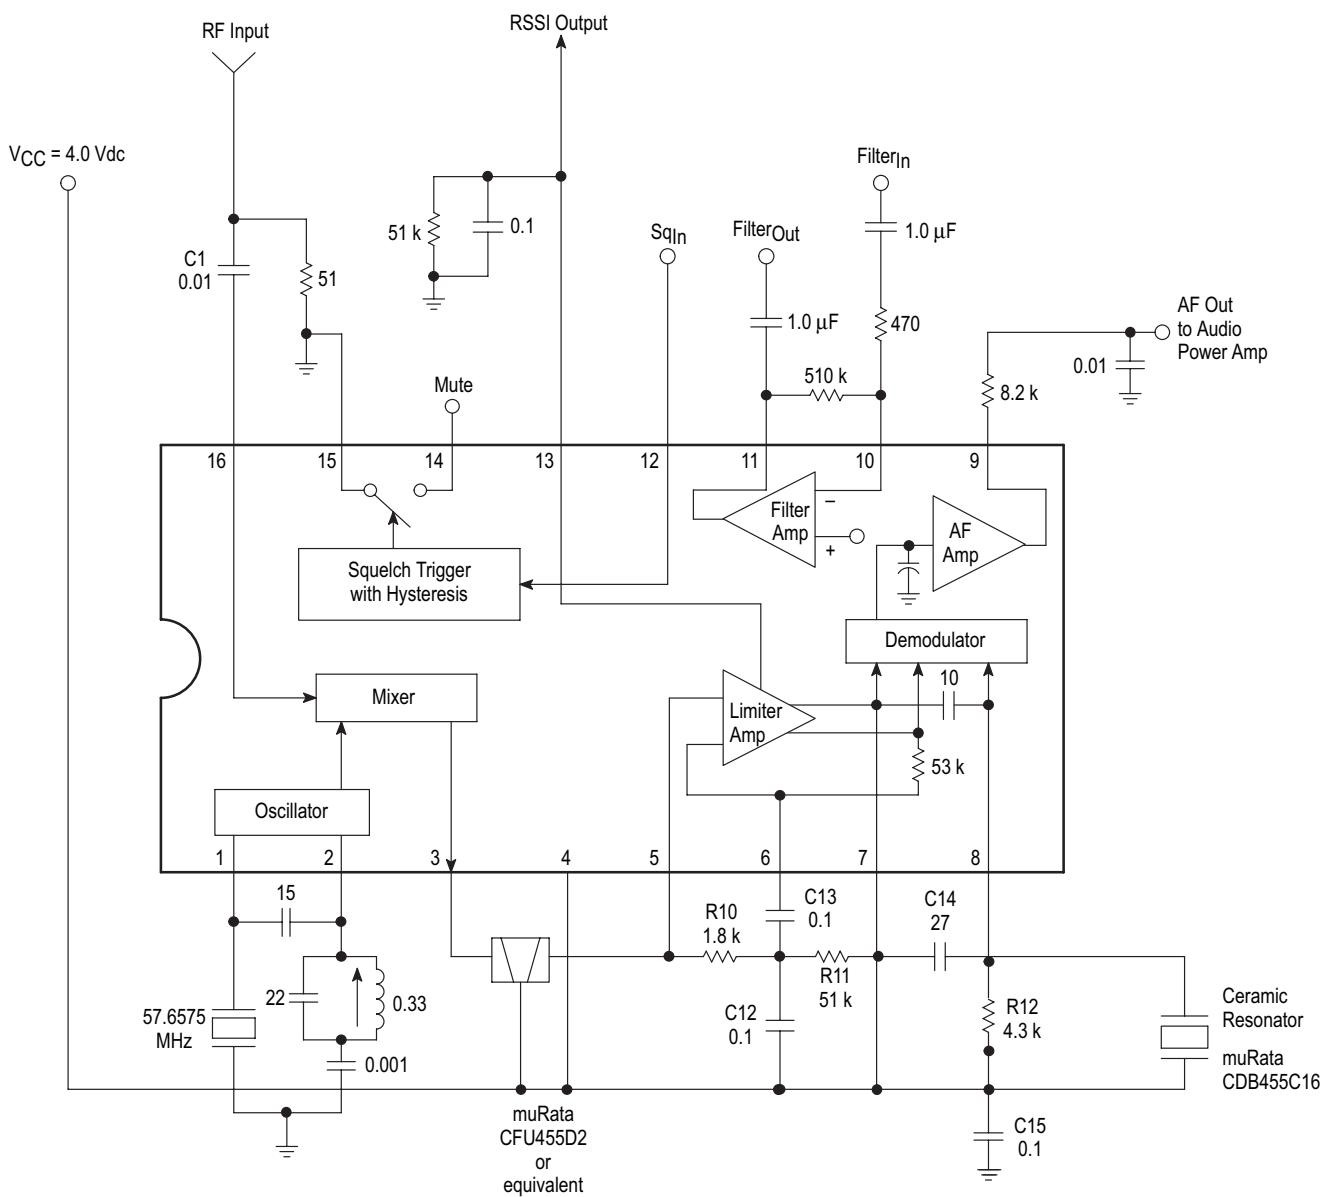 RF Input
RSSI Output
VCC = 4.0 Vdc
FilterIn
51 k
0.1
SqIn
FilterOut
1.0 µF
C1
0.01
51
1.0 µF
470
AF Out
to Audio
Power Amp
0.01
510 k
8.2 k
Mute
16
15
14
13
12
11
10
9
Filter
Amp
–
+
AF
Amp
Squelch Trigger
with Hysteresis
Demodulator
10
Mixer
Limiter
Amp
53 k
Oscillator
1
2
3
4
5
6
7
8
15
C13
0.1
C14
27
R10
1.8 k
R11
51 k
22
0.33
57.6575
MHz
C12
0.1
R12
4.3 k
Ceramic
Resonator
muRata
CDB455C16
0.001
muRata
CFU455D2
or
equivalent
C15
0.1